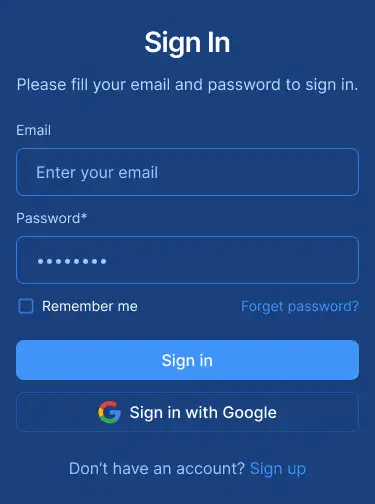 Sign In
Please fill your email and password to sign in.
Email
Enter your email
Password*
••••••••
Remember me Forget password?
Sign in
Sign in with Google
Don’t have an account? Sign up